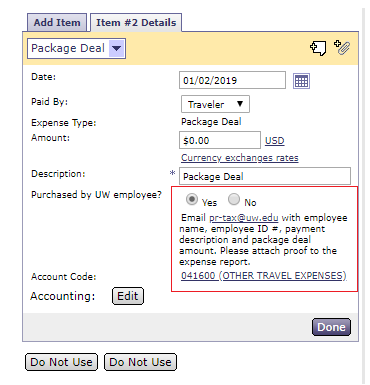 Add Item Item #2 Details
Package Deal
Date: 01/02/2019
Paid By: Traveler
Expense Type: Package Deal
Amount: $0.00 USD
Currency exchanges rates
Description: * Package Deal
Purchased by UW employee? Yes No
Email pr-tax@uw.edu with employee
name, employee ID #, payment
description and package deal
amount. Please attach proof to the
expense report.
Account Code: 041600 (OTHER TRAVEL EXPENSES)
Accounting: Edit
Done
Do Not Use Do Not Use